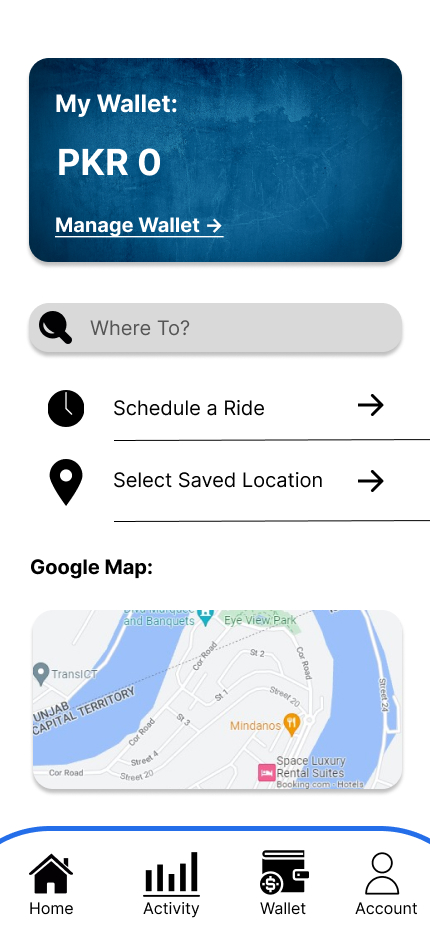 My Wallet:
PKR 0
Manage Wallet →
Where To?
Schedule a Ride
Select Saved Location
Google Map:
and Banquets
Eye View Park
Cor Road
St 2
Cor Road
TransICT
St 1
Street 20
Street 24
UNJAB
CAPITAL TERRITORY
St 3
Mindanos
Cor Road
Street 4
Space Luxury
Rental Suites
Booking.com · Hotels
Cor Road
Street 20
Home
Activity
Wallet
Account